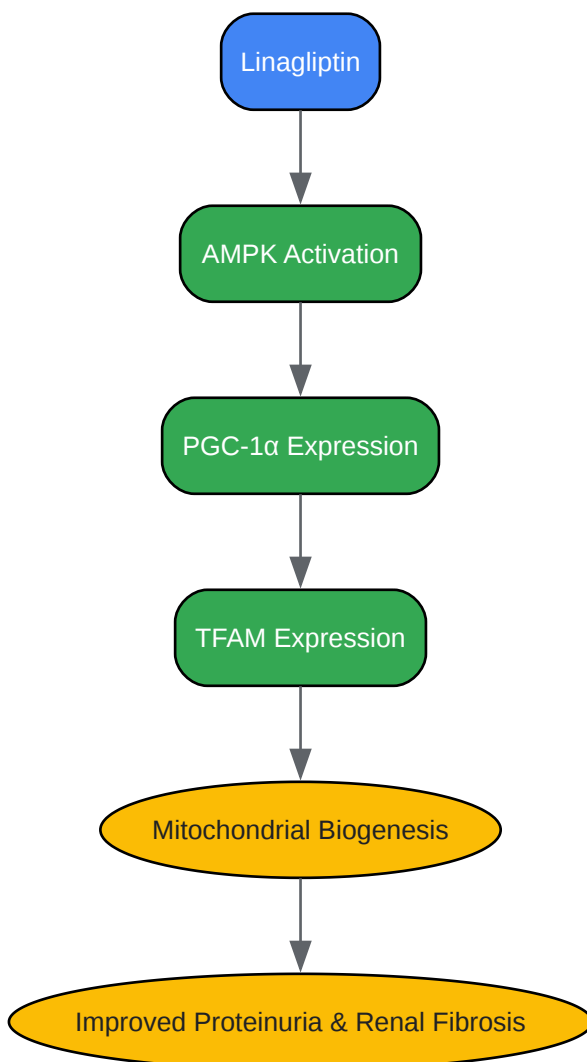 Linagliptin
AMPK Activation
PGC-1α Expression
TFAM Expression
Mitochondrial Biogenesis
Improved Proteinuria & Renal Fibrosis